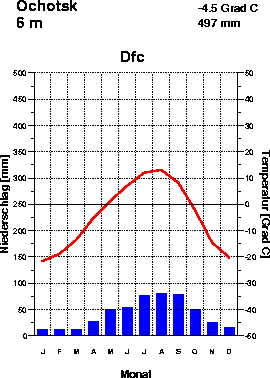 Ochotsk -4.5 Grad C
6 m 497 mm
Dfc
500 50
450 40
400 30
350 20
300 10
250 0
200 -10
150 -20
100 -30
50 -40
0 -50
Niederschlag [mm]
Temperatur [Grad C]
J F M A M J J A S O N D
Monat